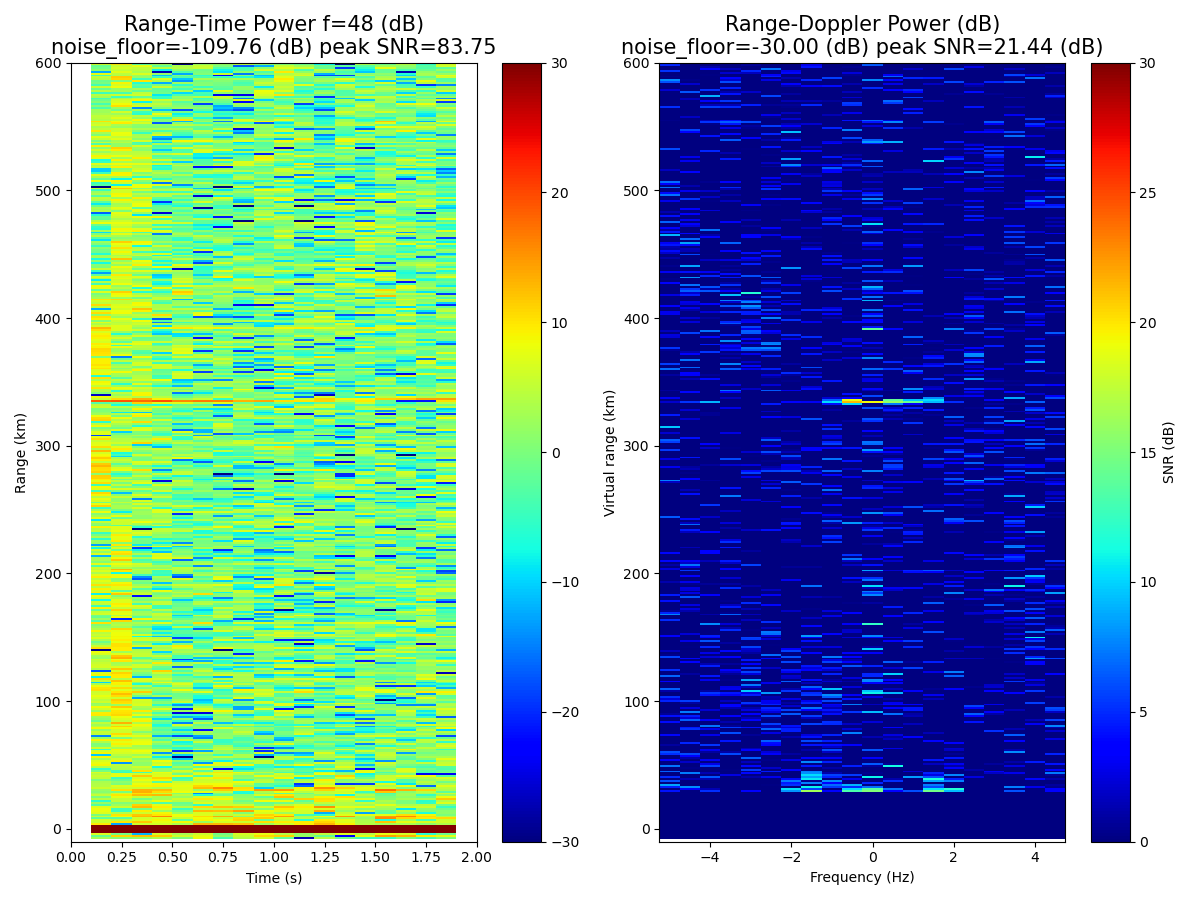 Range-Time Power f=48 (dB)
noise_floor=-109.76 (dB) peak SNR=83.75
Range (km)
600
500
400
300
200
100
0
0.00 0.25 0.50 0.75 1.00 1.25 1.50 1.75 2.00
Time (s)
30
20
10
0
−10
−20
−30
Range-Doppler Power (dB)
noise_floor=-30.00 (dB) peak SNR=21.44 (dB)
Virtual range (km)
600
500
400
300
200
100
0
−4 −2 0 2 4
Frequency (Hz)
30
25
20
15
10
5
0
SNR (dB)